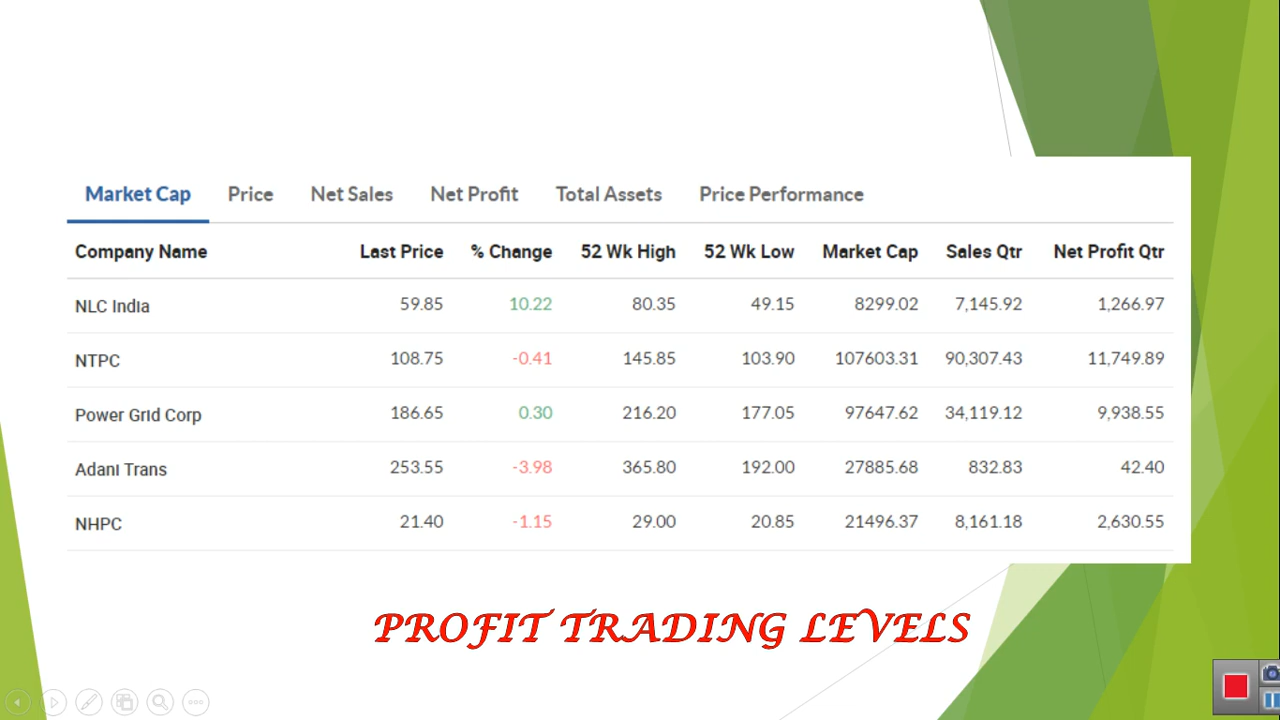 Market Cap Price Net Sales Net Profit Total Assets Price Performance
Company Name Last Price % Change 52 Wk High 52 Wk Low Market Cap Sales Qtr Net Profit Qtr
NLC India 59.85 10.22 80.35 49.15 8299.02 7,145.92 1,266.97
NTPC 108.75 -0.41 145.85 103.90 107603.31 90,307.43 11,749.89
Power Grid Corp 186.65 0.30 216.20 177.05 97647.62 34,119.12 9,938.55
Adani Trans 253.55 -3.98 365.80 192.00 27885.68 832.83 42.40
NHPC 21.40 -1.15 29.00 20.85 21496.37 8,161.18 2,630.55
PROFIT TRADING LEVELS